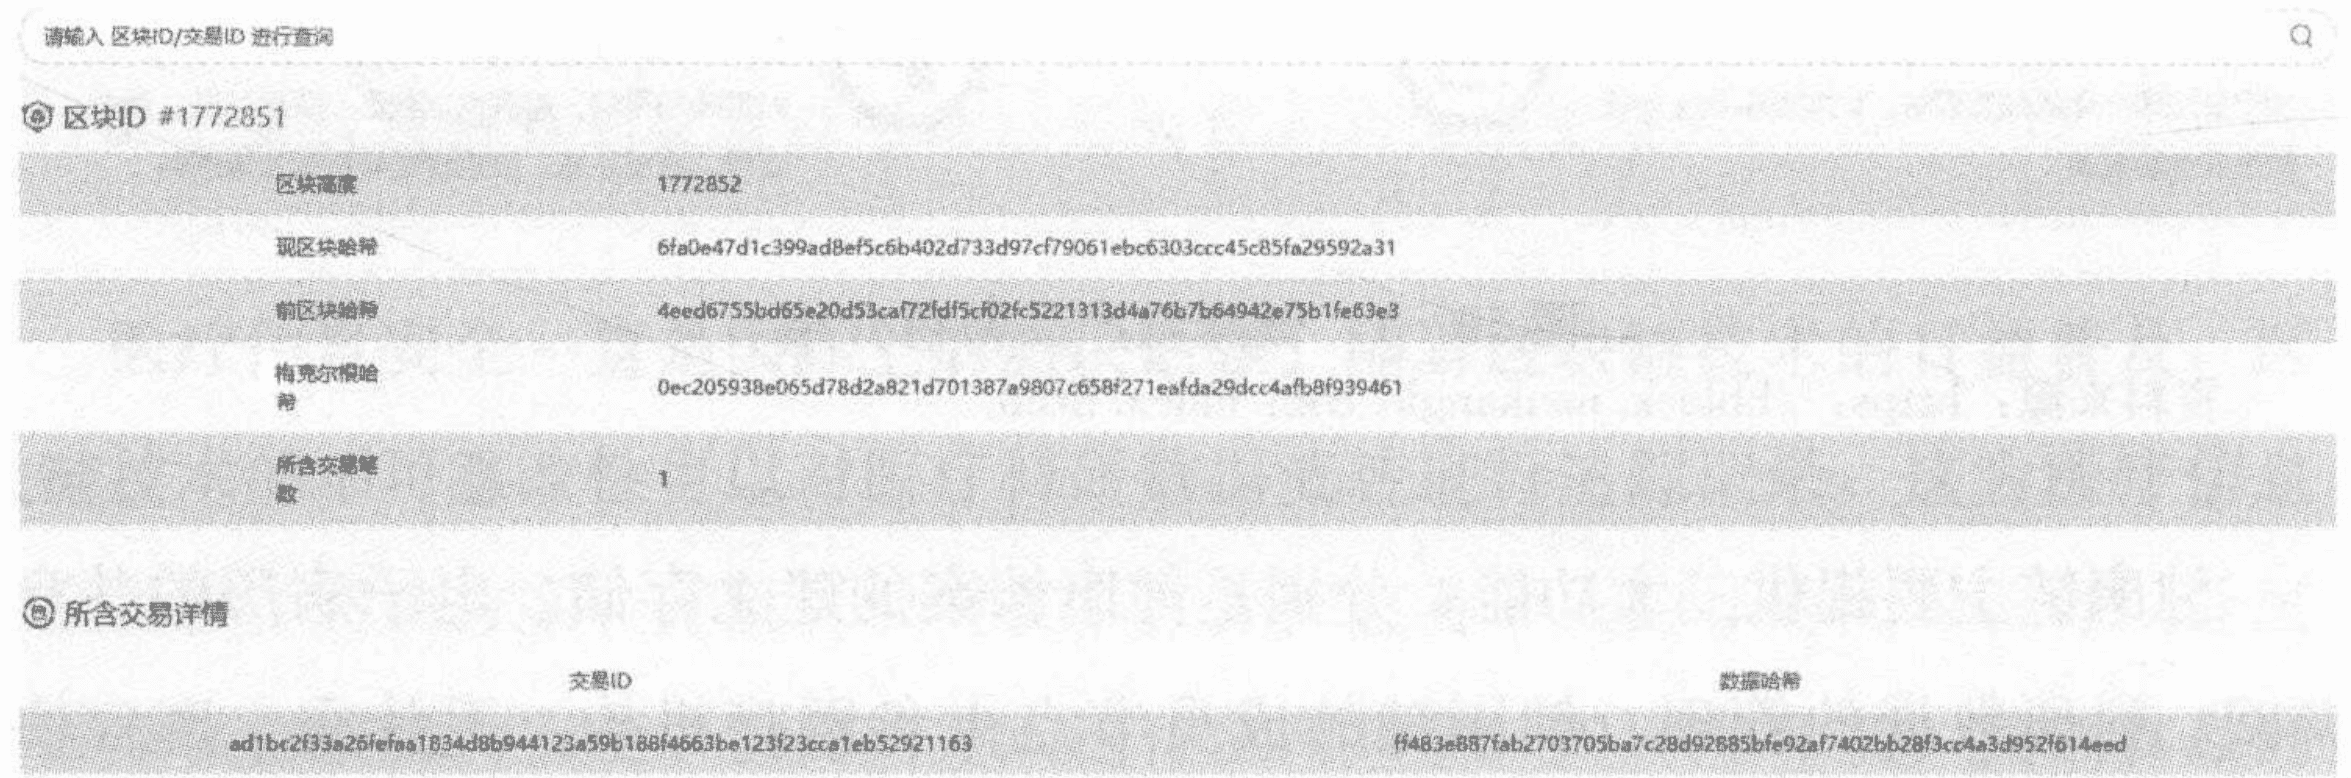 请输入 区块ID/交易ID 进行查询
区块ID #1772851
区块高度 1772852
现区块哈希 6fa0e47d1c399ad8ef5c6b402d733d97cf79061ebc6303ccc45c85fa29592a31
前区块哈希 4eed6755bd65e20d53caf72fdf5cf02fc5221313d4a76b7b64942e75b1fe63e3
梅克尔根哈
希
0ec205938e065d78d2a821d701387a9807c658f271eafda29dcc4afb8f939461
所含交易笔
数
1
所含交易详情
交易ID 数据哈希
ad1bc2f33a26fefaa1834d8b944123a59b188f4663be123f23cca1eb52921163 ff483e887fab2703705ba7c28d92885bfe92af7402bb28f3cc4a3d952f614eed